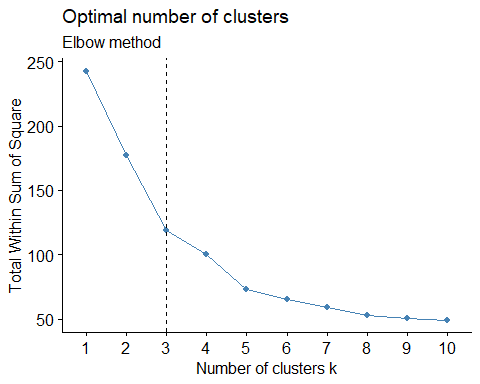 Optimal number of clusters
Elbow method
250
200
150
100
50
Total Within Sum of Square
1 2 3 4 5 6 7 8 9 10
Number of clusters k